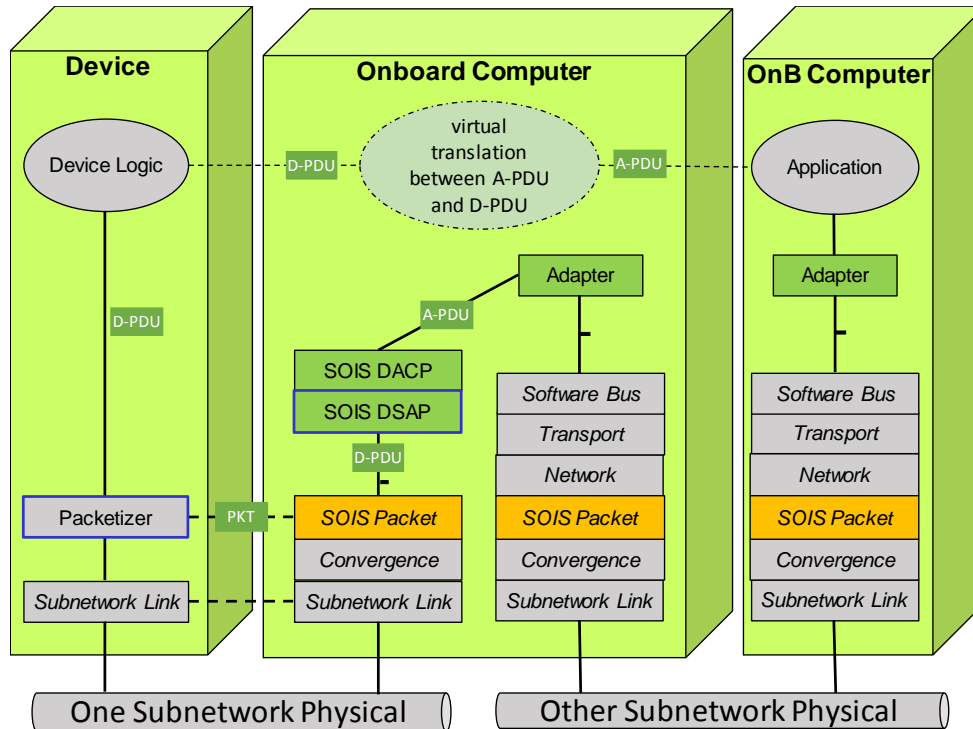 Device
Onboard Computer
OnB Computer
Device Logic
D-PDU
virtual
translation
between A-PDU
and D-PDU
A-PDU
Application
Adapter
Adapter
D-PDU
A-PDU
SOIS DACP
SOIS DSAP
D-PDU
Software Bus
Transport
Network
Software Bus
Transport
Network
Packetizer
PKT
SOIS Packet
SOIS Packet
SOIS Packet
Convergence
Convergence
Convergence
Subnetwork Link
Subnetwork Link
Subnetwork Link
Subnetwork Link
One Subnetwork Physical
Other Subnetwork Physical